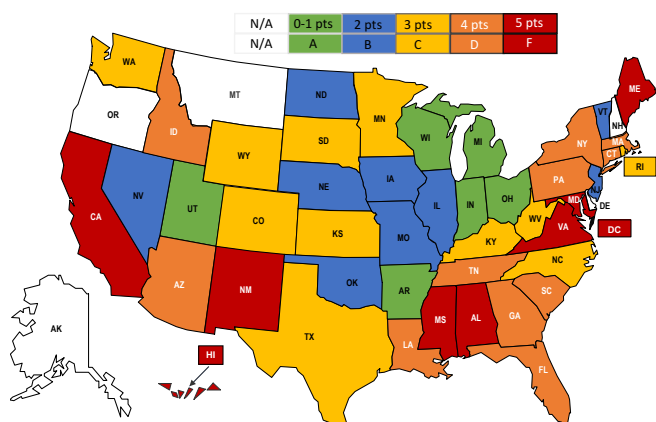 N/A 0-1 pts 2 pts 3 pts 4 pts 5 pts
N/A A B C D F
WA
ME
MT
ND
VT
MN
OR
NH
ID
WI
MI
NY
MA
SD
CT
WY
RI
PA
IA
NE
NJ
NV
OH
IN
IL
DE
MD
UT
CA
CO
WV
VA
DC
KS
MO
KY
NC
TN
AZ
OK
NM
AR
SC
MS
AL
GA
AK
TX
LA
HI
FL